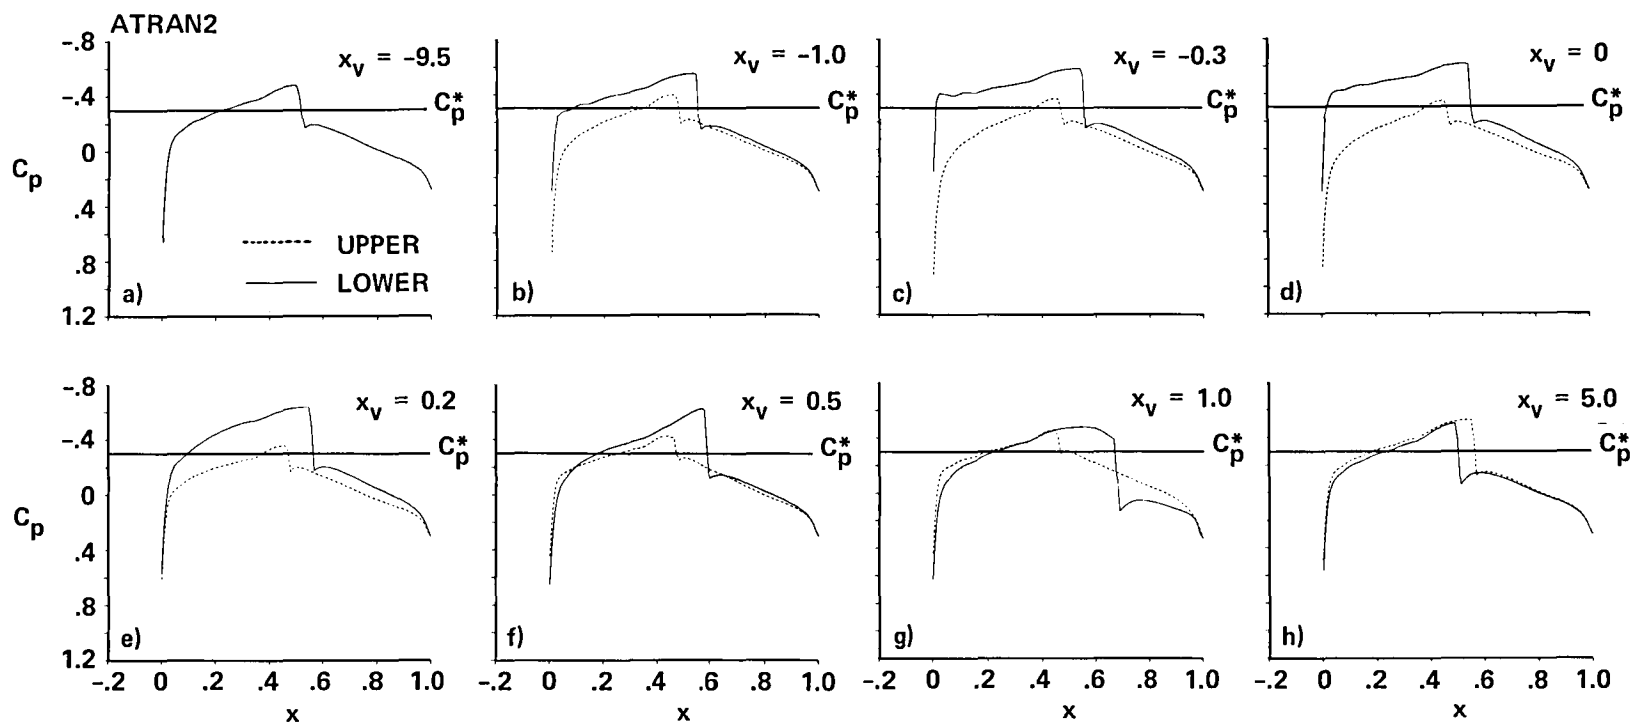 ATRAN2
-.8
-.4
0
.4
.8
1.2
C_p
x_v = -9.5
C_p^*
UPPER
LOWER
a)
x_v = -1.0
C_p^*
b)
x_v = -0.3
C_p^*
c)
x_v = 0
C_p^*
d)
-.8
-.4
0
.4
.8
1.2
C_p
x_v = 0.2
C_p^*
e)
-.2 0 .2 .4 .6 .8 1.0
x
x_v = 0.5
C_p^*
f)
-.2 0 .2 .4 .6 .8 1.0
x
x_v = 1.0
C_p^*
g)
-.2 0 .2 .4 .6 .8 1.0
x
x_v = 5.0
C_p^*
h)
-.2 0 .2 .4 .6 .8 1.0
x